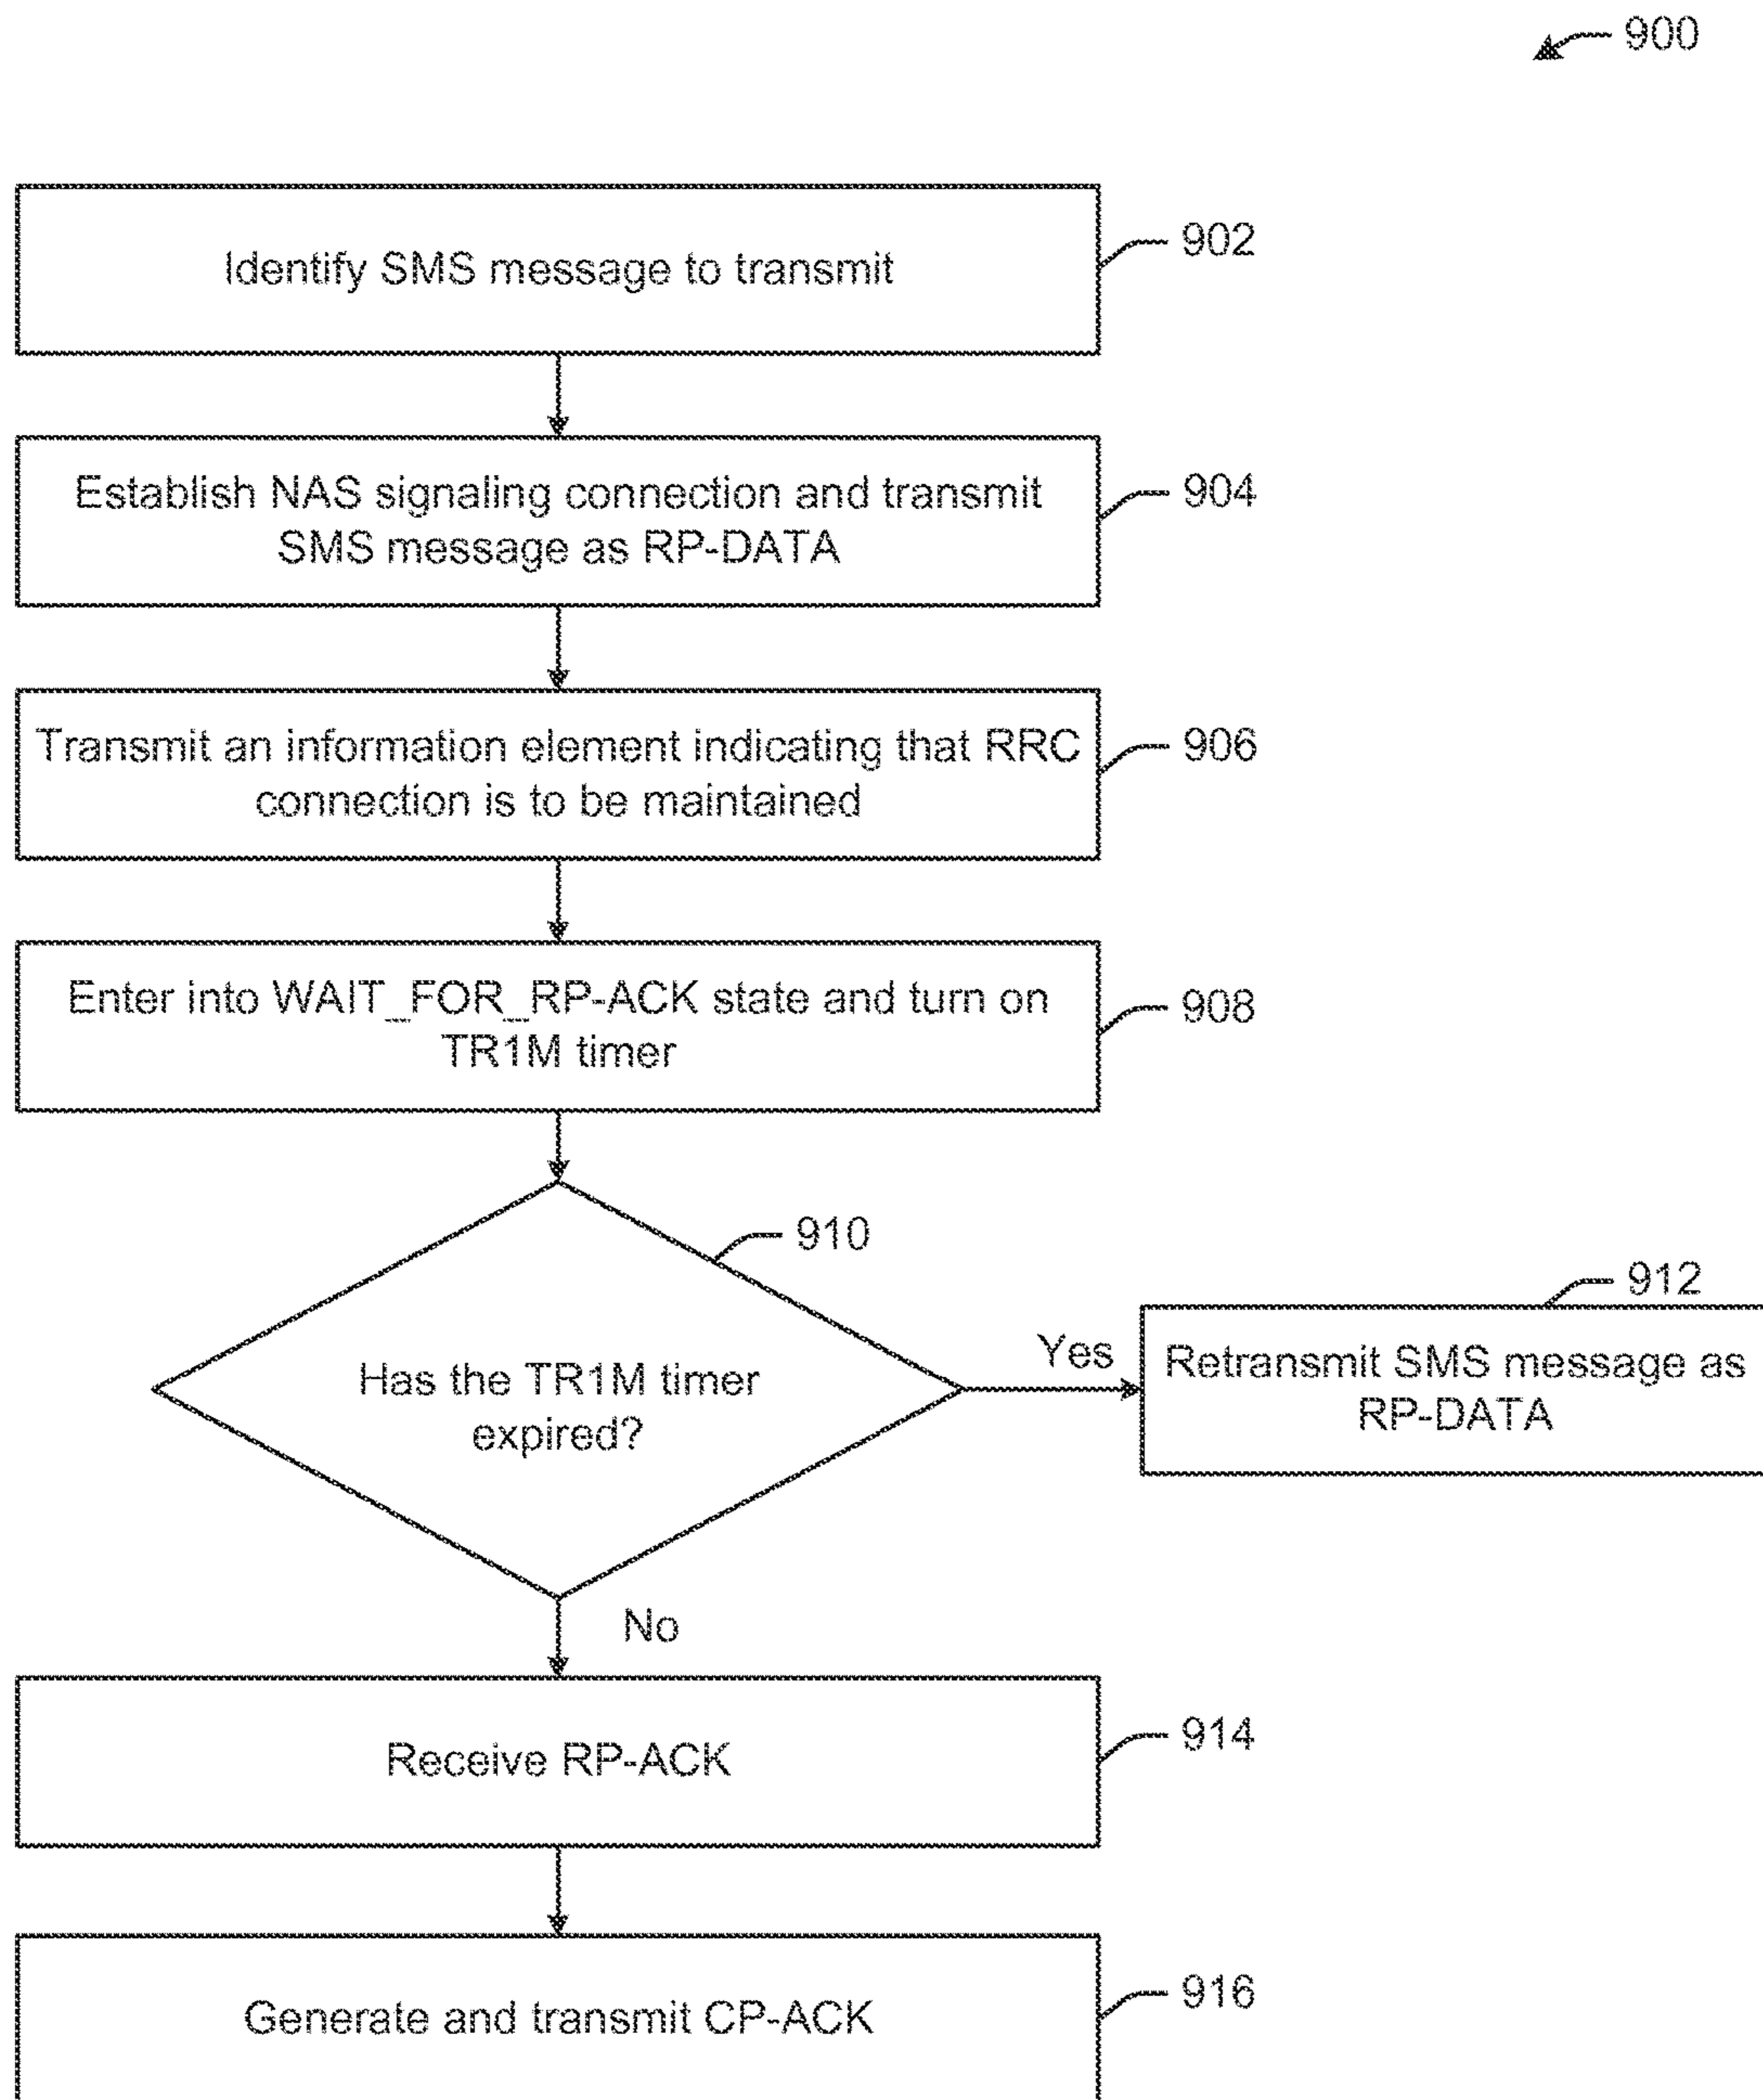 900
Identify SMS message to transmit
902
Establish NAS signaling connection and transmit
SMS message as RP-DATA
904
Transmit an information element indicating that RRC
connection is to be maintained
906
Enter into WAIT_FOR_RP-ACK state and turn on
TR1M timer
908
910
Has the TR1M timer
expired?
Yes
912
Retransmit SMS message as
RP-DATA
No
Receive RP-ACK
914
Generate and transmit CP-ACK
916